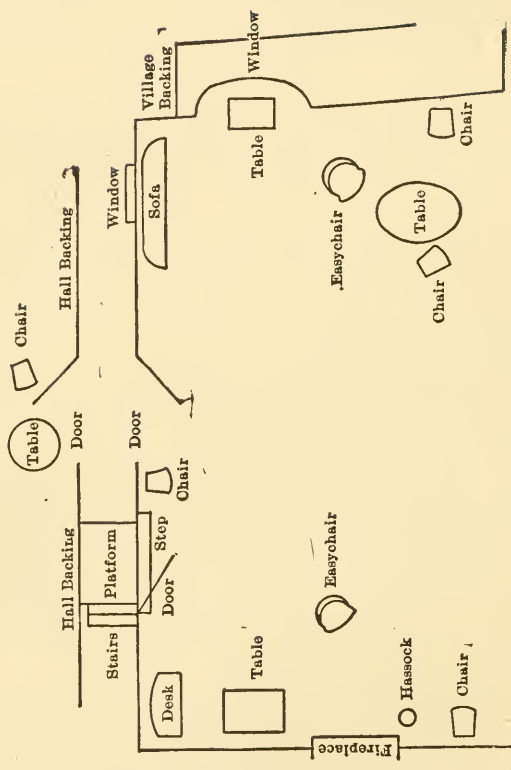 Village
Backing
Window
Hall Backing
Window
Sofa
Table
Chair
Chair
Easychair
Table
Chair
Table
Door
Door
Chair
Hall Backing
Platform
Step
Stairs
Door
Easychair
Desk
Table
Hassock
Chair
Fireplace